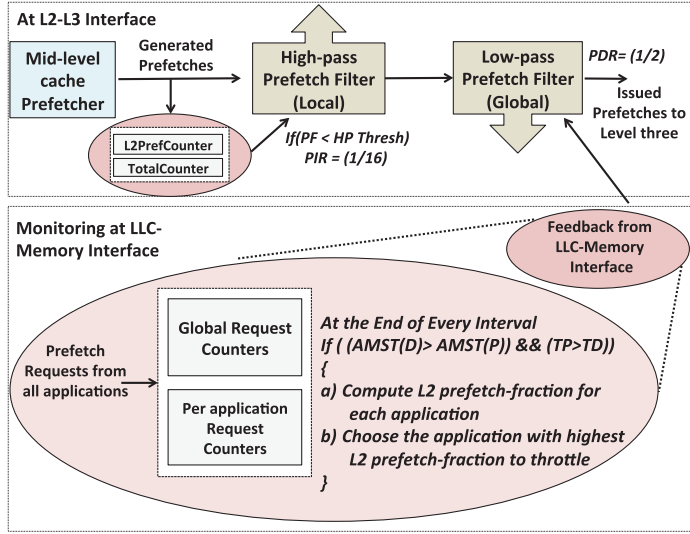 At L2-L3 Interface
Mid-level
cache
Prefetcher
Generated
Prefetches
High-pass
Prefetch Filter
(Local)
Low-pass
Prefetch Filter
(Global)
PDR= (1/2)
Issued
Prefetches to
Level three
L2PrefCounter
TotalCounter
If(PF < HP Thresh)
PIR = (1/16)
Monitoring at LLC-
Memory Interface
Feedback from
LLC-Memory
Interface
Prefetch
Requests from
all applications
Global Request
Counters
Per application
Request
Counters
At the End of Every Interval
If ( (AMST(D)> AMST(P)) && (TP>TD))
{
a) Compute L2 prefetch-fraction for
each application
b) Choose the application with highest
L2 prefetch-fraction to throttle
}